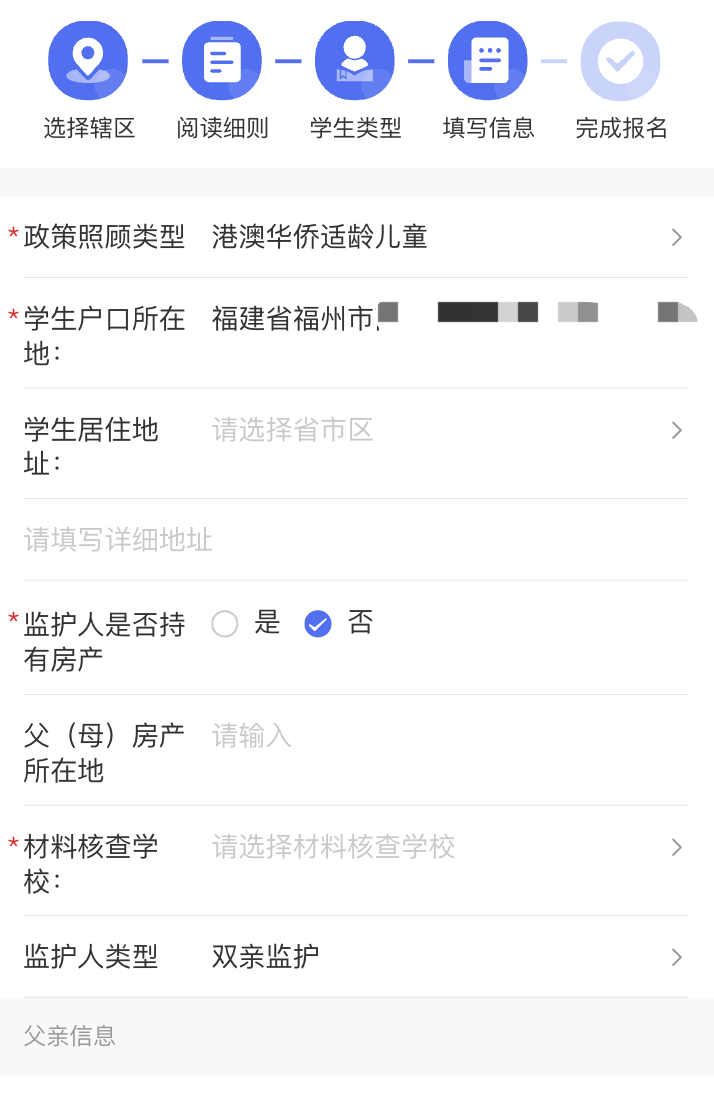 选择辖区 阅读细则 学生类型 填写信息 完成报名
*政策照顾类型 港澳华侨适龄儿童
*学生户口所在 福建省福州市
地：
学生居住地 请选择省市区
址：
请填写详细地址
*监护人是否持 是 否
有房产
父（母）房产 请输入
所在地
*材料核查学 请选择材料核查学校
校：
监护人类型 双亲监护
父亲信息